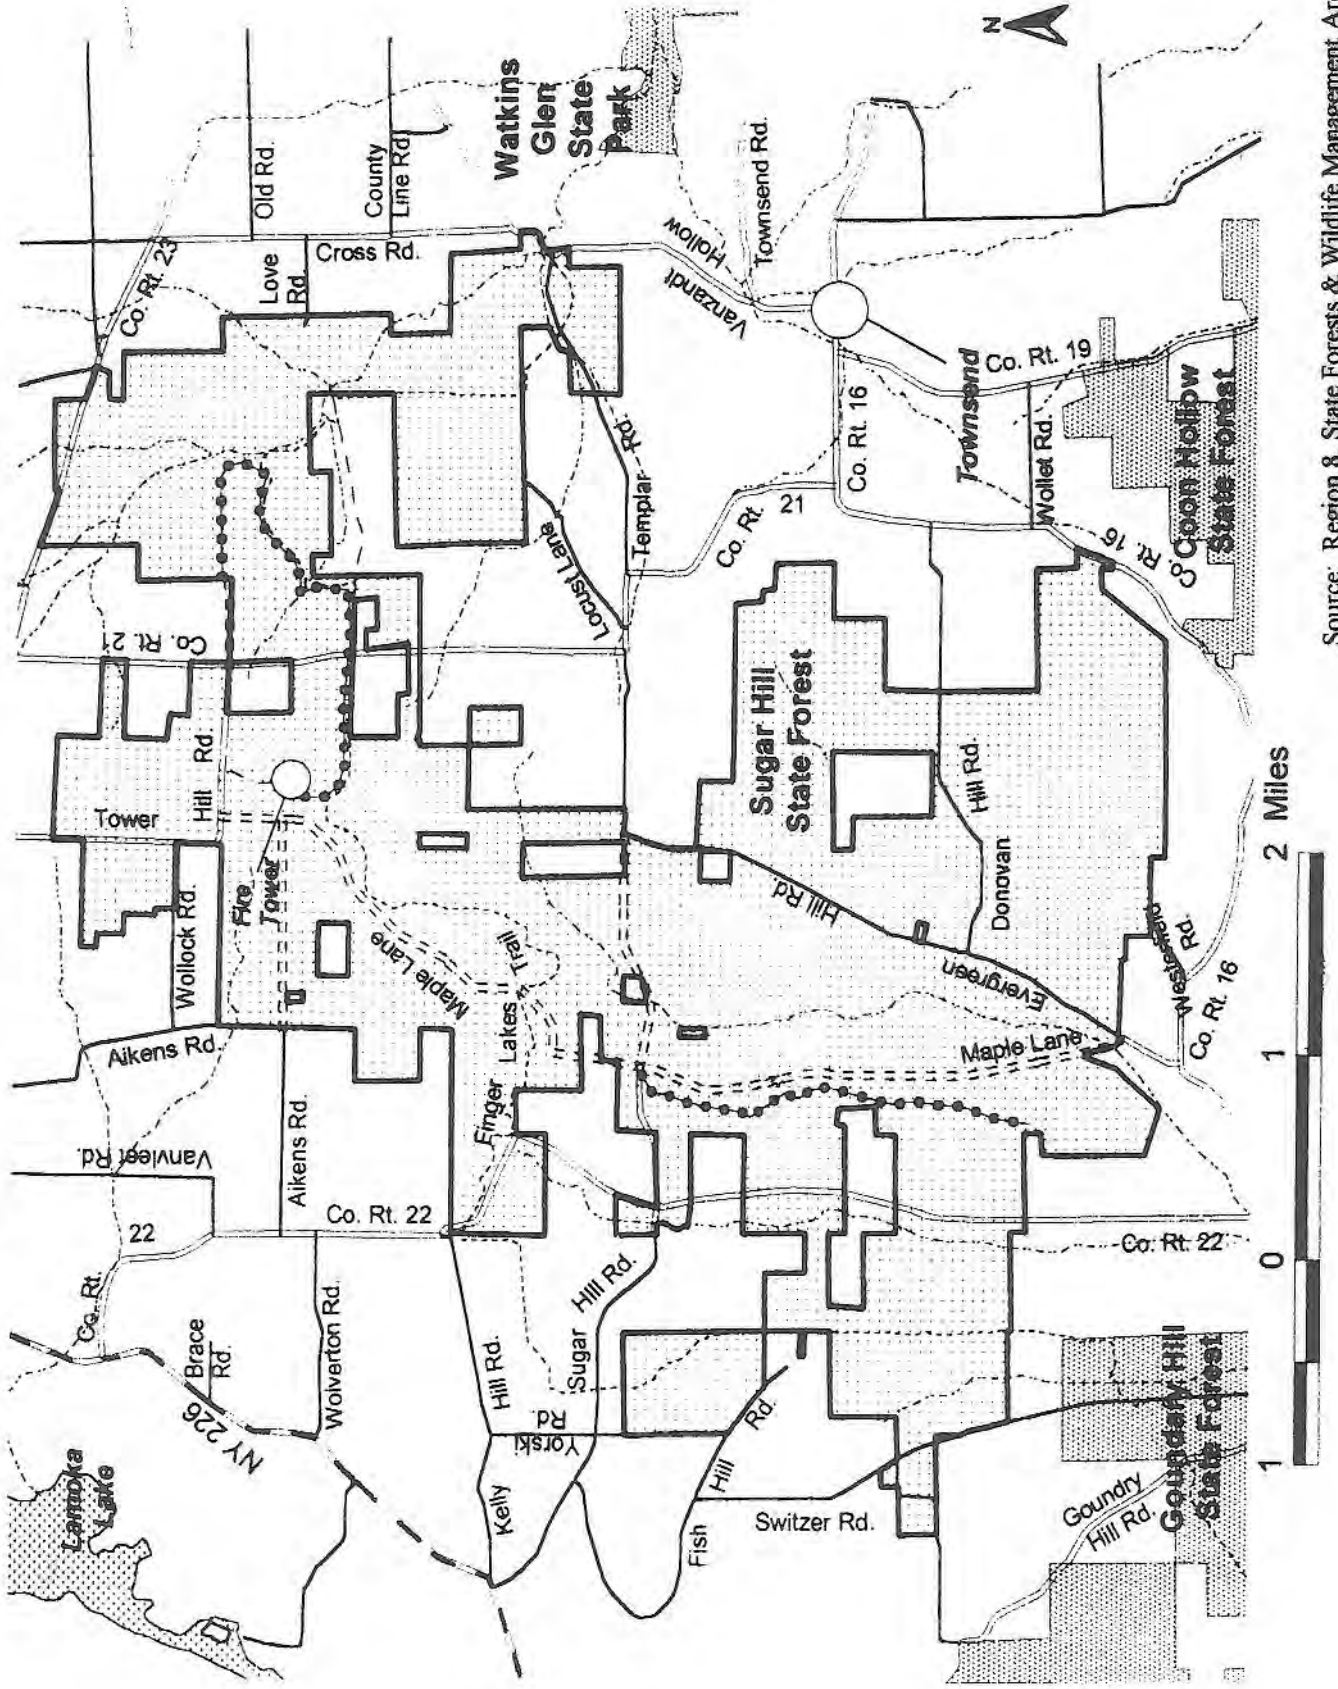 Co. Rt. 23
Old Rd.
Love
Rd.
County
Line Rd.
Cross Rd.
Watkins
Glen
State
Park
N
Hollow
Vanzandt
Townsend Rd.
Co. Rt. 21
Tower
Hill
Rd.
Fire
Tower
Wollock Rd.
Aikens Rd.
Maple Lane
Finger
Lakes
Trail
Locust Lane
Templar
Rd.
Co. Rt.
21
Co. Rt. 16
Townsend
Co. Rt. 19
Wollet Rd.
Co. Rt. 16
Coon Hollow
State Forest
Sugar Hill
State Forest
Hill Rd.
Donovan
Hill Rd.
Evergreen
Maple Lane
Rd.
Co. Rt. 16
Vanvleet Rd.
Aikens Rd.
Co. Rt. 22
22
Co. Rt.
Brace
Rd.
Wolverton Rd.
NY 226
Lamoka
Lake
Hill Rd.
Kelly
Yorski
Rd
Sugar
Hill Rd.
Fish
Hill
Rd.
Switzer Rd.
Co. Rt. 22
Goundry
Hill Rd.
Goundry Hill
State Forest
1
0
1
2 Miles
Source: Region 8, State Forests & Wildlife Management